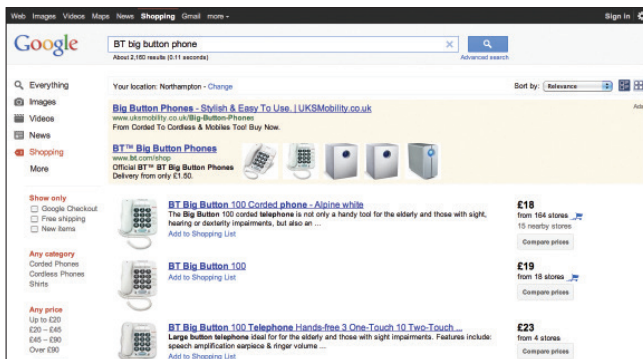 Web Images Videos Maps News Shopping Gmail more
Sign in
Google
BT big button phone
About 2,160 results (0.11 seconds)
Advanced search
Everything
Images
Videos
News
Shopping
More
Show only
Google Checkout
Free shipping
New items
Any category
Corded Phones
Cordless Phones
Shirts
Any price
Up to £20
£20 – £45
£45 – £90
Over £90
Your location: Northampton - Change
Sort by: Relevance
Big Button Phones - Stylish & Easy To Use. | UKSMobility.co.uk
www.uksmobility.co.uk/Big-Button-Phones
From Corded To Cordless & Mobiles Too! Buy Now.
BT™ Big Button Phones
www.bt.com/shop
Official BT™ BT Big Button Phones
Delivery from only £1.50.
BT Big Button 100 Corded phone - Alpine white
The Big Button 100 corded telephone is not only a handy tool for the elderly and those with sight,
hearing or dexterity impairments, but also an ...
Add to Shopping List
£18
from 164 stores
15 nearby stores
Compare prices
BT Big Button 100
Add to Shopping List
£19
from 18 stores
Compare prices
BT Big Button 100 Telephone Hands-free 3 One-Touch 10 Two-Touch ...
Large button telephone ideal for for the elderly and those with sight impairments. Features include:
speech amplification earpiece & ringer volume ...
Add to Shopping List
£23
from 4 stores
Compare prices